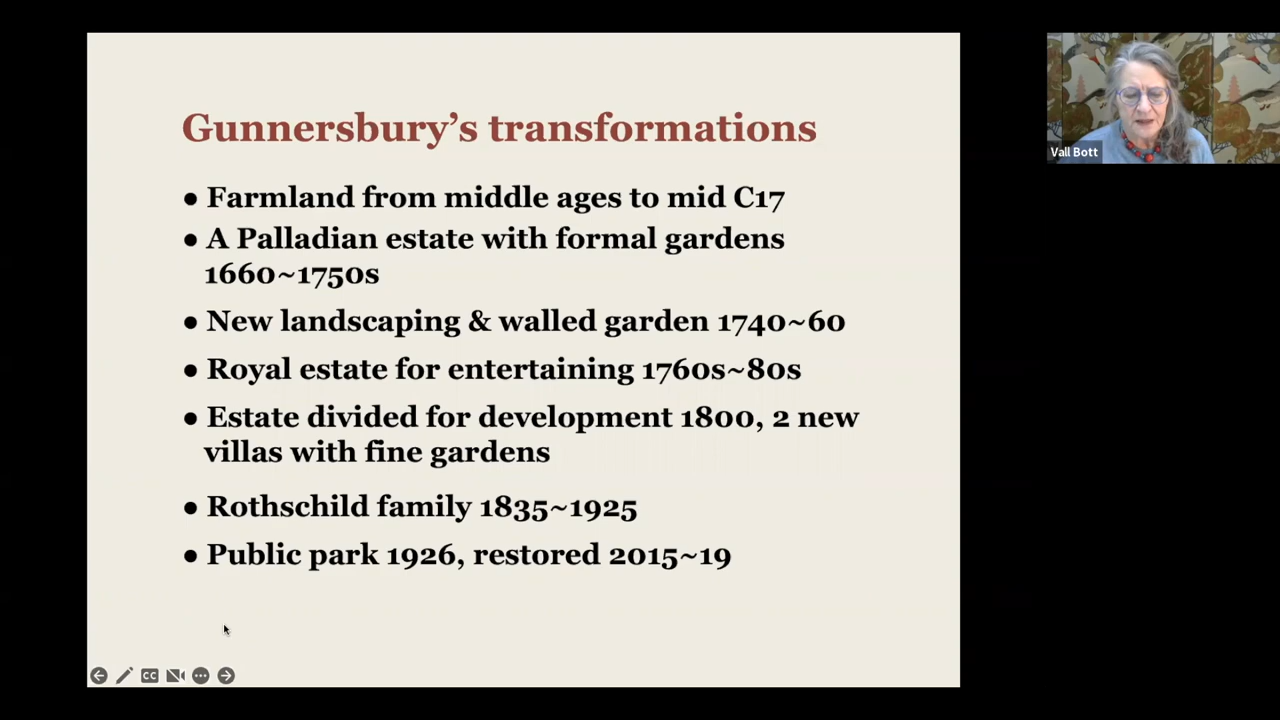 Gunnersbury’s transformations
● Farmland from middle ages to mid C17
● A Palladian estate with formal gardens
1660~1750s
● New landscaping & walled garden 1740~60
● Royal estate for entertaining 1760s~80s
● Estate divided for development 1800, 2 new
villas with fine gardens
● Rothschild family 1835~1925
● Public park 1926, restored 2015~19
CC
Vall Bott